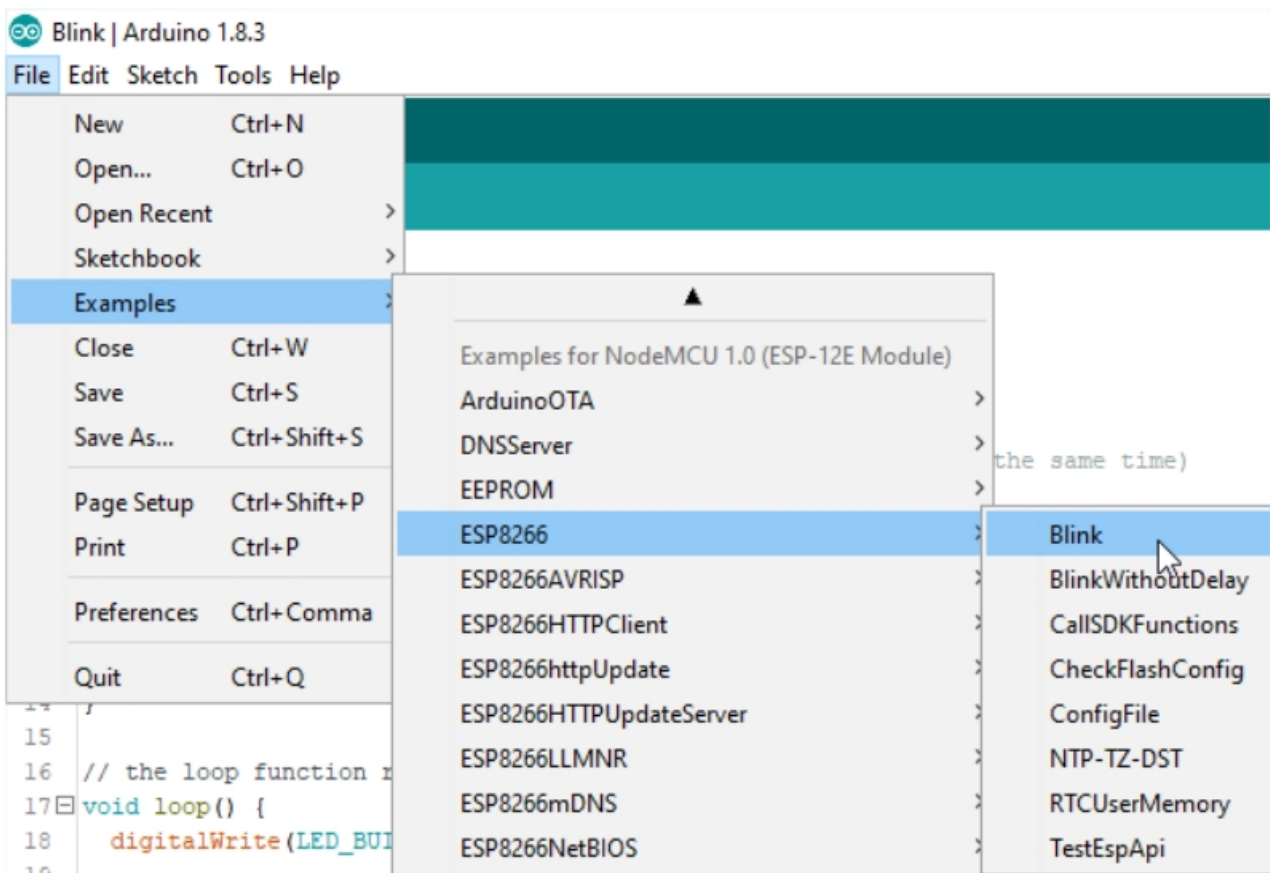 Blink | Arduino 1.8.3
File Edit Sketch Tools Help
New Ctrl+N
Open... Ctrl+O
Open Recent
Sketchbook
Examples
Close Ctrl+W
Save Ctrl+S
Save As... Ctrl+Shift+S
Page Setup Ctrl+Shift+P
Print Ctrl+P
Preferences Ctrl+Comma
Quit Ctrl+Q
Examples for NodeMCU 1.0 (ESP-12E Module)
ArduinoOTA
DNSServer
EEPROM
ESP8266
ESP8266AVRISP
ESP8266HTTPClient
ESP8266httpUpdate
ESP8266HTTPUpdateServer
ESP8266LLMNR
ESP8266mDNS
ESP8266NetBIOS
Blink
BlinkWithoutDelay
CallSDKFunctions
CheckFlashConfig
ConfigFile
NTP-TZ-DST
RTCUserMemory
TestEspApi
the same time)
14 }
15
16 // the loop function r
17 void loop() {
18 digitalWrite(LED_BUI